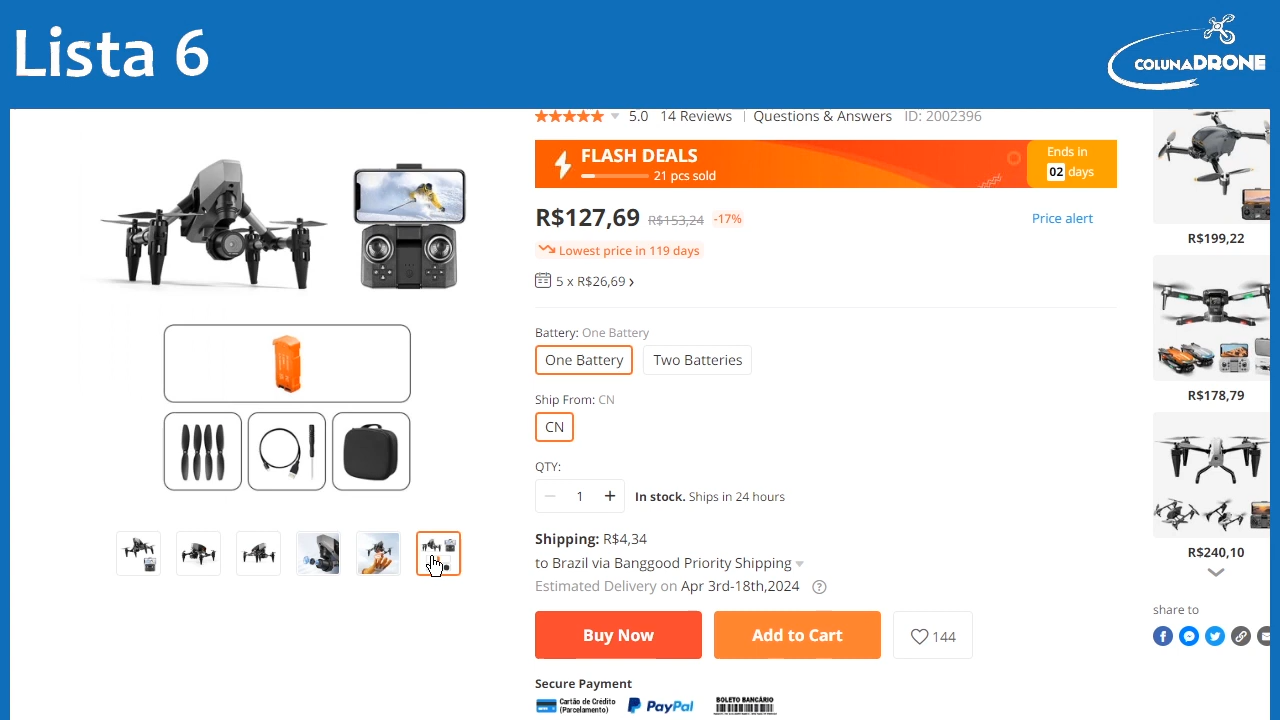 Lista 6
COLUNADRONE
5.0 14 Reviews | Questions & Answers ID: 2002396
FLASH DEALS
21 pcs sold
Ends in
02 days
R$127,69 R$153,24 -17%
Price alert
Lowest price in 119 days
5 x R$26,69 ›
Battery: One Battery
One Battery Two Batteries
Ship From: CN
CN
QTY:
− 1 + In stock. Ships in 24 hours
Shipping: R$4,34
to Brazil via Banggood Priority Shipping
Estimated Delivery on Apr 3rd-18th,2024 ?
Buy Now Add to Cart 144
Secure Payment
Cartão de Crédito
(Parcelamento)
PayPal
BOLETO BANCÁRIO
R$199,22
R$178,79
R$240,10
share to